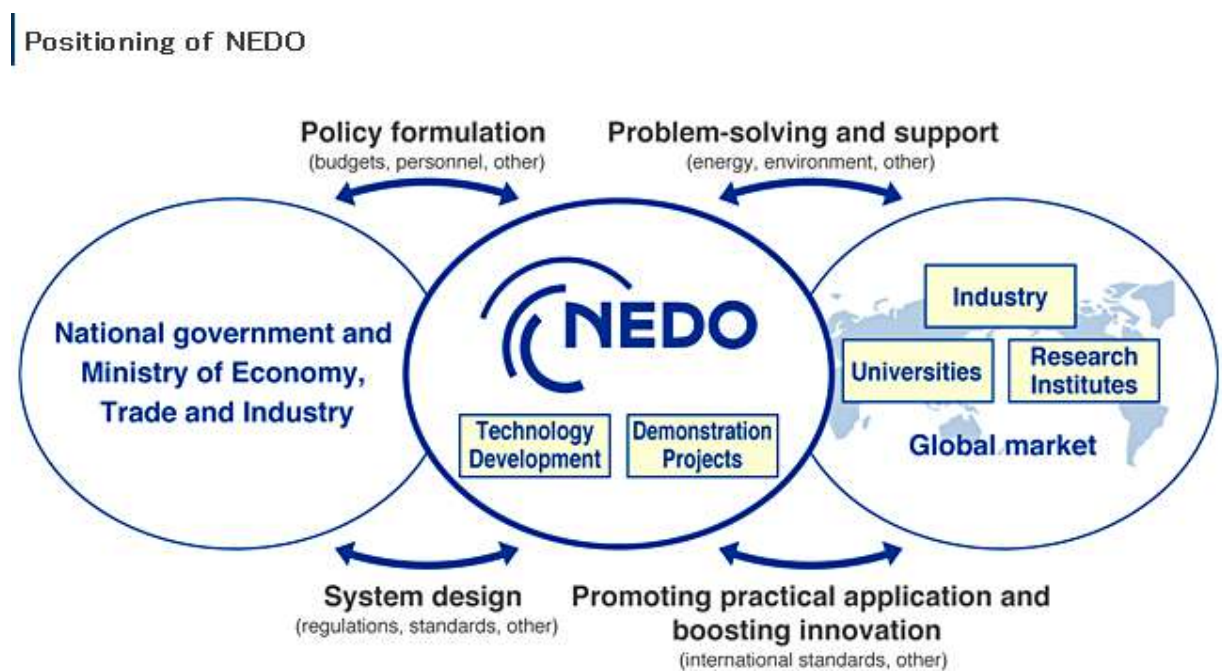 Positioning of NEDO
Policy formulation
(budgets, personnel, other)
Problem-solving and support
(energy, environment, other)
National government and
Ministry of Economy,
Trade and Industry
NEDO
Technology
Development
Demonstration
Projects
Industry
Universities
Research
Institutes
Global market
System design
(regulations, standards, other)
Promoting practical application and
boosting innovation
(international standards, other)